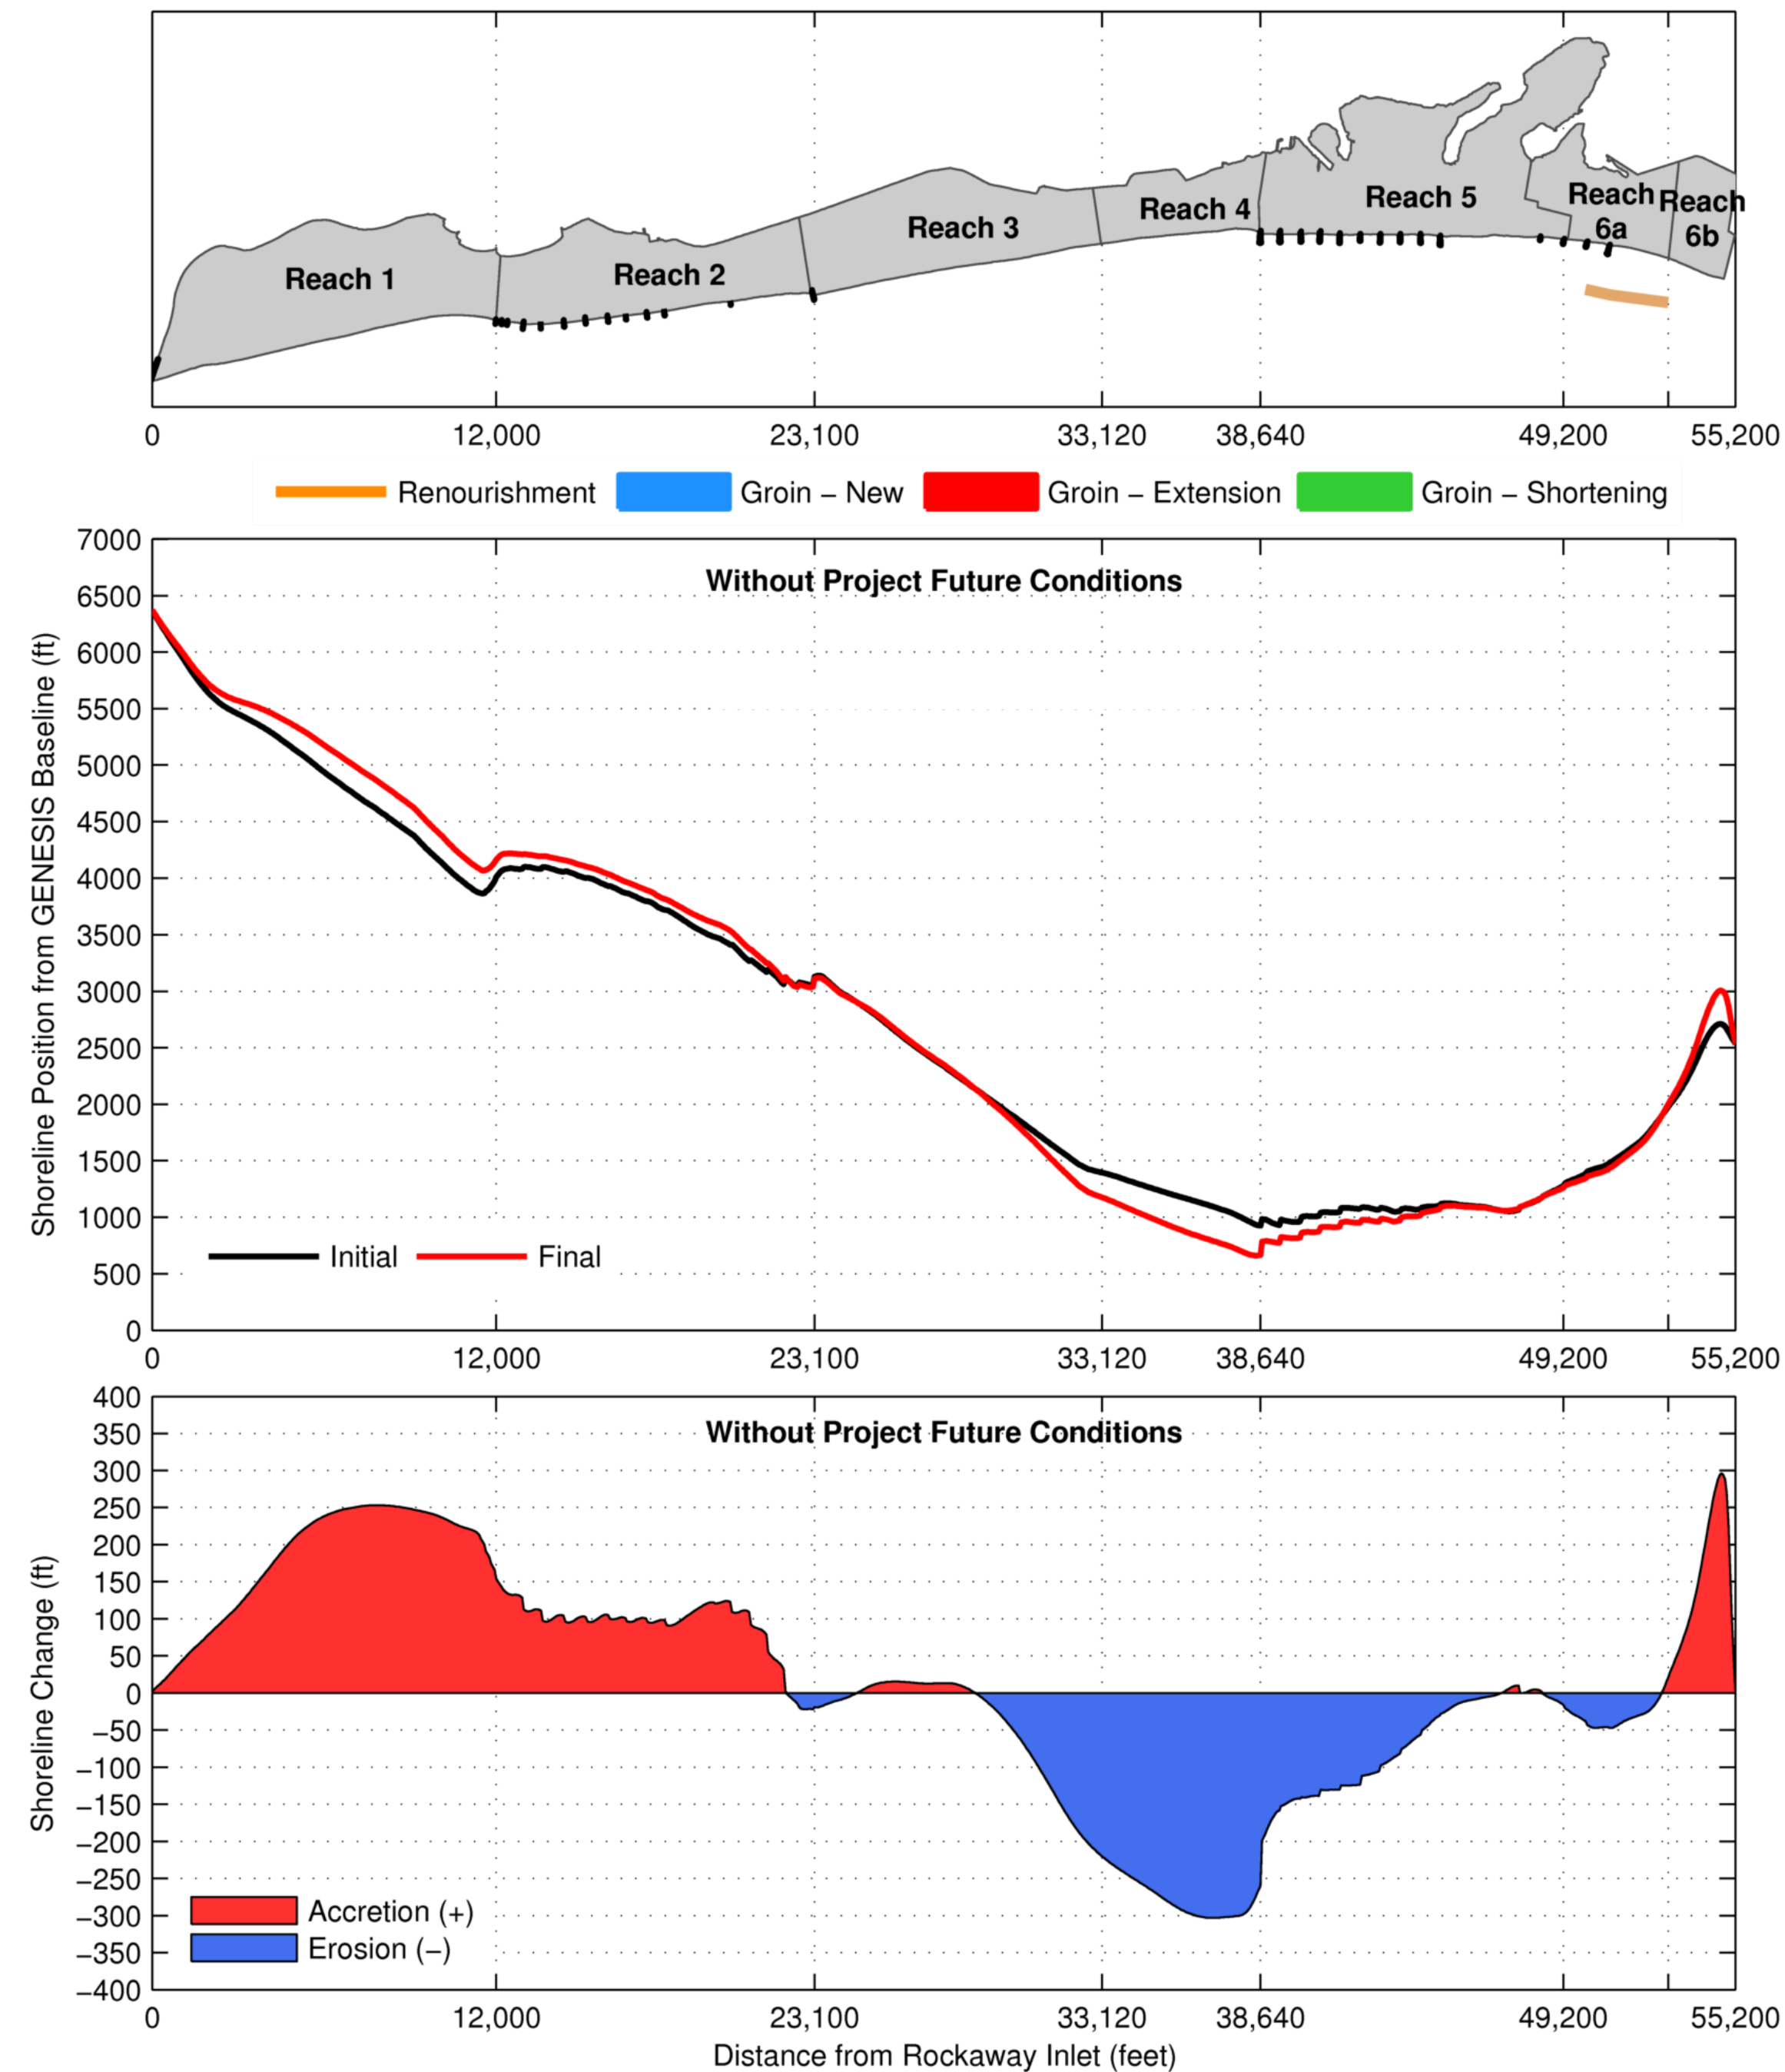 Reach 1
Reach 2
Reach 3
Reach 4
Reach 5
Reach
6a
Reach
6b
0
12,000
23,100
33,120
38,640
49,200
55,200
Renourishment
Groin – New
Groin – Extension
Groin – Shortening
Without Project Future Conditions
Shoreline Position from GENESIS Baseline (ft)
7000
6500
6000
5500
5000
4500
4000
3500
3000
2500
2000
1500
1000
500
0
Initial
Final
0
12,000
23,100
33,120
38,640
49,200
55,200
Without Project Future Conditions
Shoreline Change (ft)
400
350
300
250
200
150
100
50
0
−50
−100
−150
−200
−250
−300
−350
−400
Accretion (+)
Erosion (−)
0
12,000
23,100
33,120
38,640
49,200
55,200
Distance from Rockaway Inlet (feet)